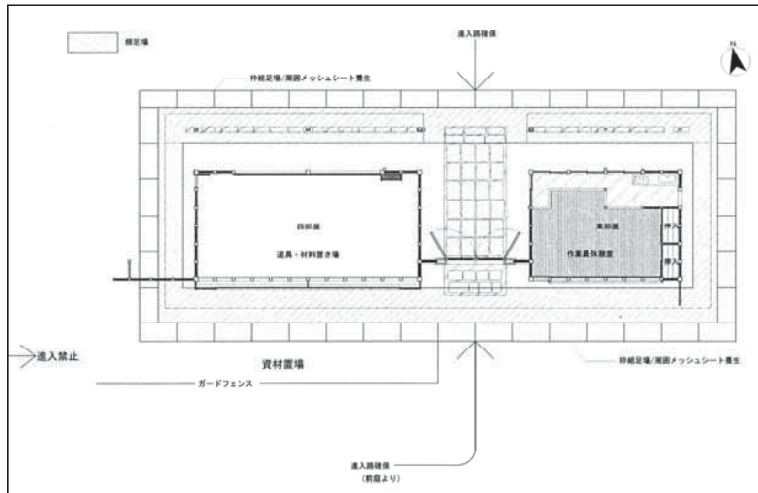 棚足場
進入路確保
N
枠組足場/周囲メッシュシート養生
西部屋
道具・材料置き場
東部屋
作業員休憩室
押入
押入
進入禁止
資材置場
枠組足場/周囲メッシュシート養生
ガードフェンス
進入路確保
（前庭より）